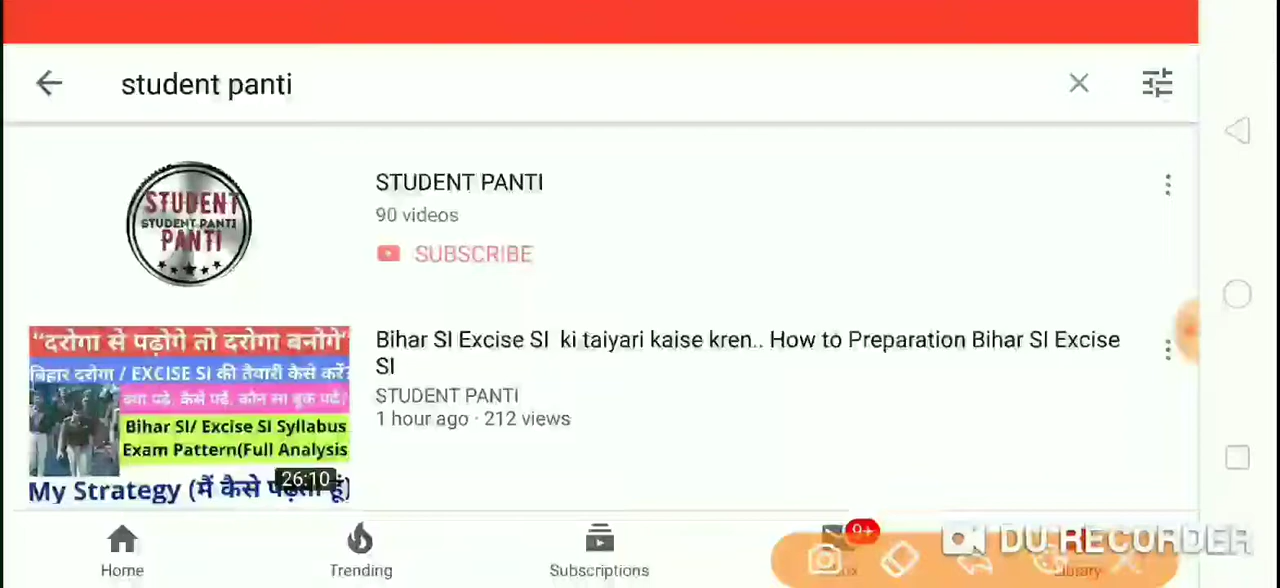 student panti
STUDENT
STUDENT PANTI
PANTI
STUDENT PANTI
90 videos
SUBSCRIBE
"दरोगा से पढ़ोगे तो दरोगा बनोगे"
बिहार दरोगा / EXCISE SI की तैयारी कैसे करें?
क्या पढ़ें, कैसे पढ़ें, कौन सा बुक पढ़ें/
Bihar SI/ Excise SI Syllabus
Exam Pattern(Full Analysis
My Strategy (मैं कैसे हूं)
26:10
Bihar SI Excise SI ki taiyari kaise kren.. How to Preparation Bihar SI Excise
SI
STUDENT PANTI
1 hour ago · 212 views
9+
DU RECORDER
Home
Trending
Subscriptions
Library